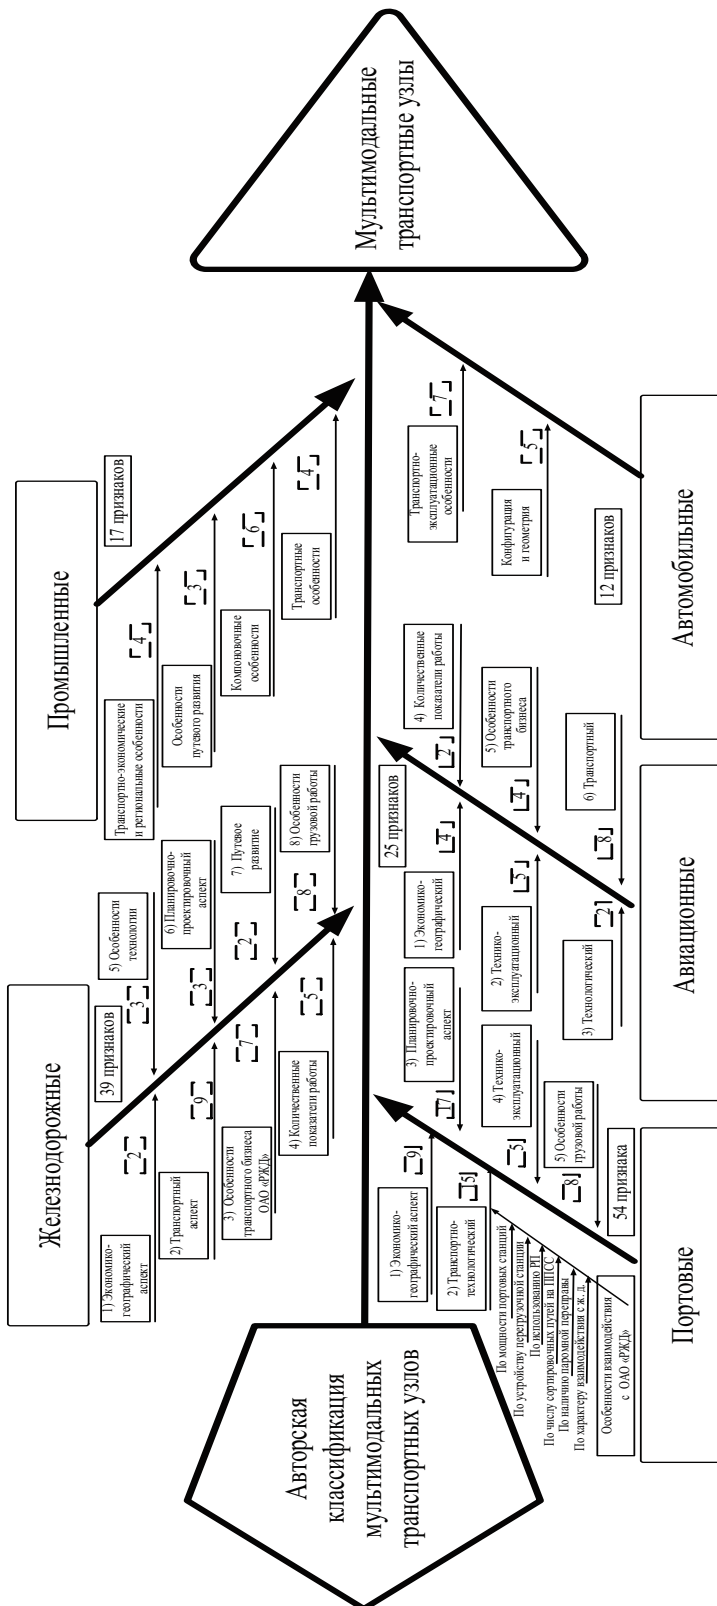 Авторская
классификация
мультимодальных
транспортных узлов
Мультимодальные
транспортные узлы
Железнодорожные
39 признаков
1) Экономико-
географический
аспект
2
2) Транспортный
аспект
9
3) Особенности
транспортного бизнеса
ОАО «РЖД»
7
4) Количественные
показатели работы
5
5) Особенности
технологии
3
6) Планировочно-
проектировочный
аспект
3
7) Путевое
развитие
2
8) Особенности
грузовой работы
8
Промышленные
17 признаков
Транспортно-экономические
и региональные особенности
4
Особенности
путевого развития
3
Компоновочные
особенности
6
Транспортные
особенности
4
Портовые
54 признака
1) Экономико-
географический аспект
9
2) Транспортно-
технологический
15
По мощности портовых станций
По устройству перегрузочной станции
По использованию РП
По числу сортировочных путей на ППСС
По наличию паромной переправы
По характеру взаимодействия с ж. д.
Особенности взаимодействия
с ОАО «РЖД»
3) Планировочно-
проектировочный
аспект
17
4) Технико-
эксплуатационный
5
5) Особенности
грузовой работы
8
Авиационные
25 признаков
1) Экономико-
географический
4
2) Технико-
эксплуатационный
5
3) Технологический
2
4) Количественные
показатели работы
2
5) Особенности
транспортного
бизнеса
4
6) Транспортный
8
Автомобильные
12 признаков
Транспортно-
эксплуатационные
особенности
7
Конфигурация
и геометрия
5